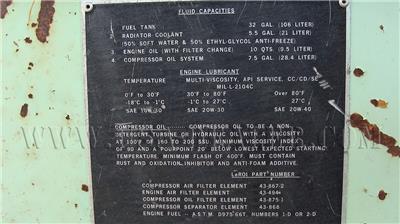 FLUID CAPACITIES
1. FUEL TANK 32 GAL. (106 LITER)
2. RADIATOR COOLANT 5.5 GAL. (21 LITER)
(50% SOFT WATER & 50% ETHYL-GLYCOL ANTI-FREEZE)
3. ENGINE OIL (WITH FILTER CHANGE) 10 QTS. (9.5 LITER)
4. COMPRESSOR OIL SYSTEM 7.5 GAL. (28.4 LITER)
ENGINE LUBRICANT
TEMPERATURE MULTI-VISCOSITY, API SERVICE, CC/CD/SE
MIL L-2104C
0°F TO 30°F 30°F TO 80°F Over 80°F
-18°C TO -1°C -1°C TO 27°C 27°C
SAE 10W-30 SAE 20W-30 SAE 20W-40
COMPRESSOR OIL COMPRESSOR OIL TO BE A NON-
DETERGENT, TURBINE OR HYDRAULIC OIL WITH A VISCOSITY
AT 100°F OF 160 TO 200 SSU. MINIMUM VISCOSITY INDEX
OF 90 AND A POURPOINT 20° BELOW LOWEST EXPECTED STARTING
TEMPERATURE. MINIMUM FLASH OF 400°F. MUST CONTAIN
RUST AND OXIDATION INHIBITOR AND ANTI-FOAM ADDITIVE.
LeROI PART NUMBER
COMPRESSOR AIR FILTER ELEMENT 43-867-2
ENGINE AIR FILTER ELEMENT 43-494
COMPRESSOR OIL FILTER ELEMENT 43-875
COMPRESSOR SEPARATOR ELEMENT 43-868
ENGINE FUEL - A.S.T.M. D975 NUMBERS 1-D OR 2-D